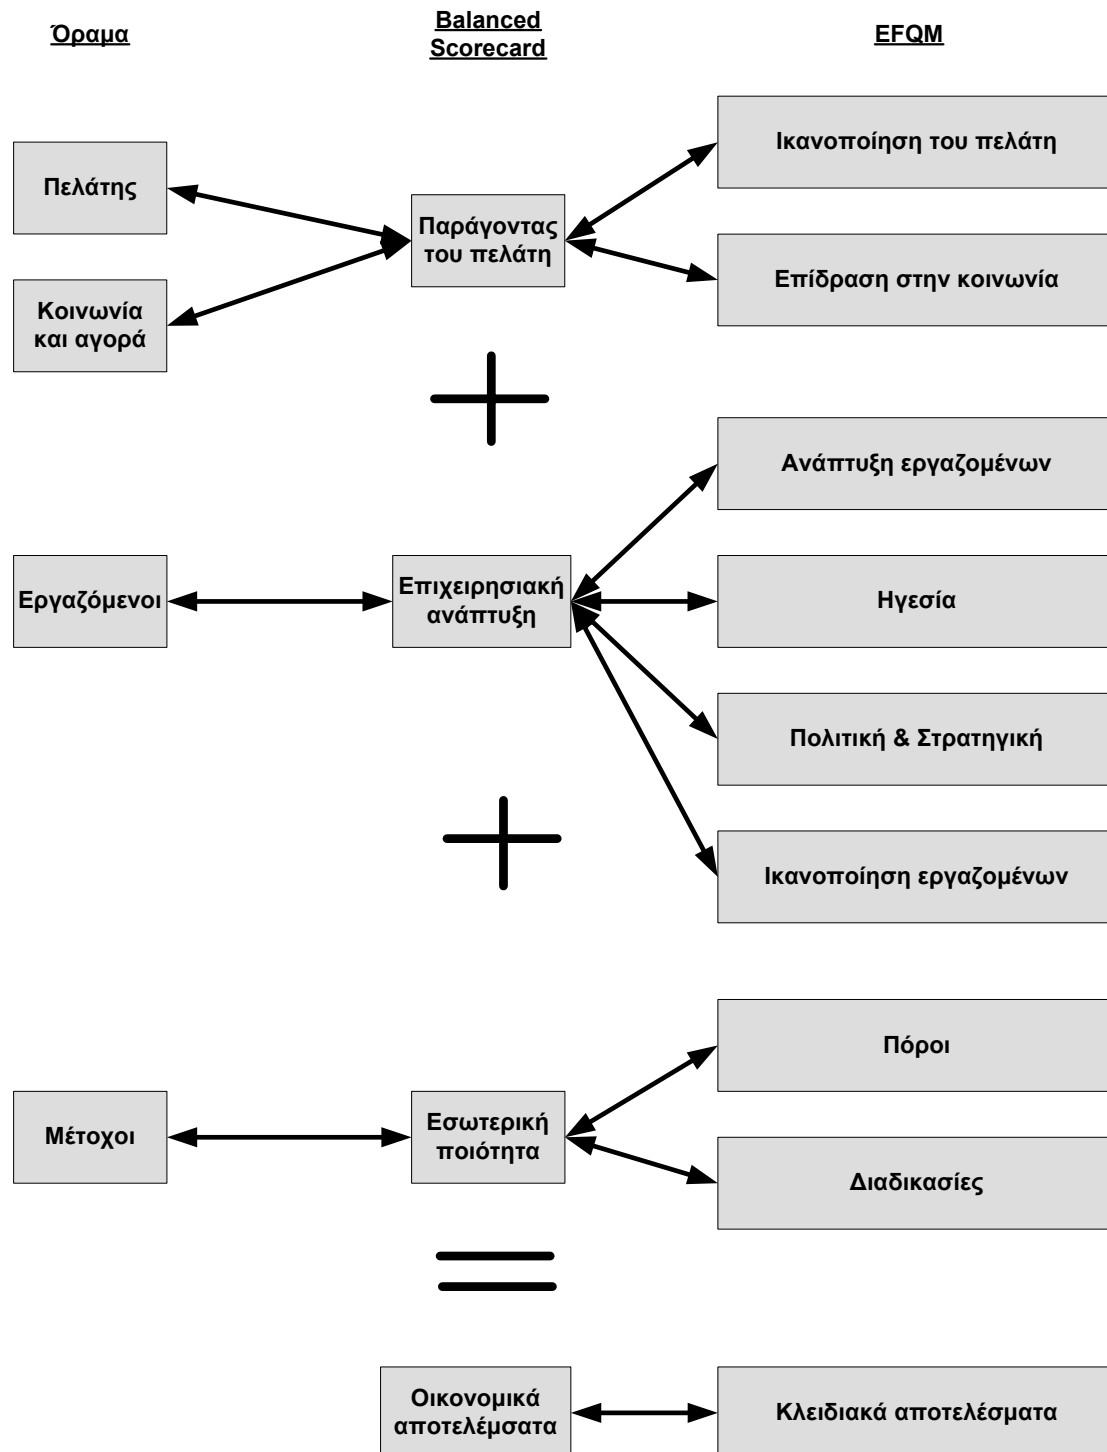 Όραμα
Balanced
Scorecard
EFQM
Ικανοποίηση του πελάτη
Πελάτης
Παράγοντας
του πελάτη
Επίδραση στην κοινωνία
Κοινωνία
και αγορά
Ανάπτυξη εργαζομένων
Εργαζόμενοι
Επιχειρησιακή
ανάπτυξη
Ηγεσία
Πολιτική & Στρατηγική
Ικανοποίηση εργαζομένων
Πόροι
Μέτοχοι
Εσωτερική
ποιότητα
Διαδικασίες
Οικονομικά
αποτελέμσατα
Κλειδιακά αποτελέσματα